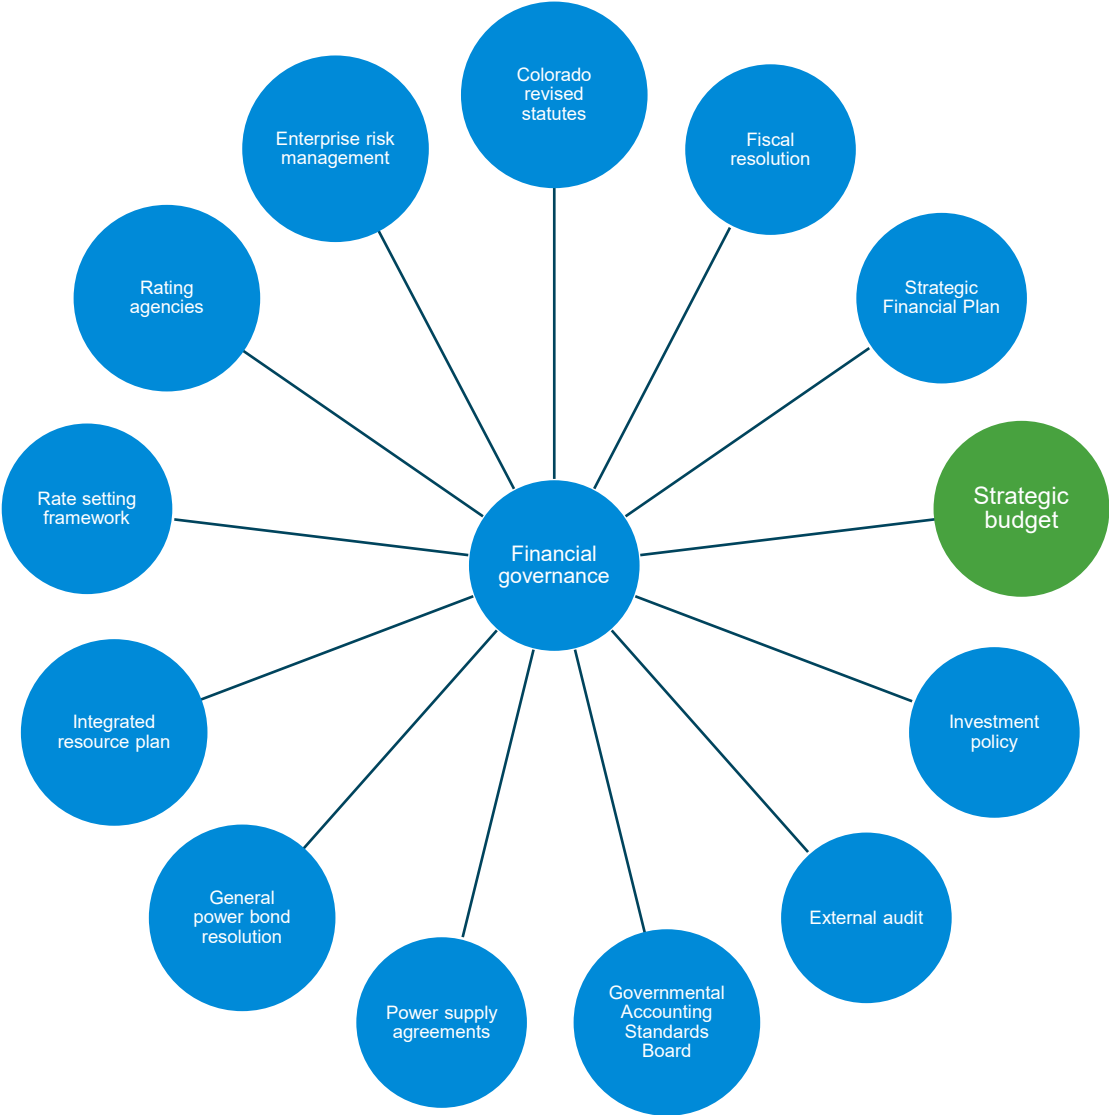 Colorado
revised
statutes
Fiscal
resolution
Strategic
Financial Plan
Strategic
budget
Investment
policy
External audit
Governmental
Accounting
Standards
Board
Power supply
agreements
General
power bond
resolution
Integrated
resource plan
Rate setting
framework
Rating
agencies
Enterprise risk
management
Financial
governance